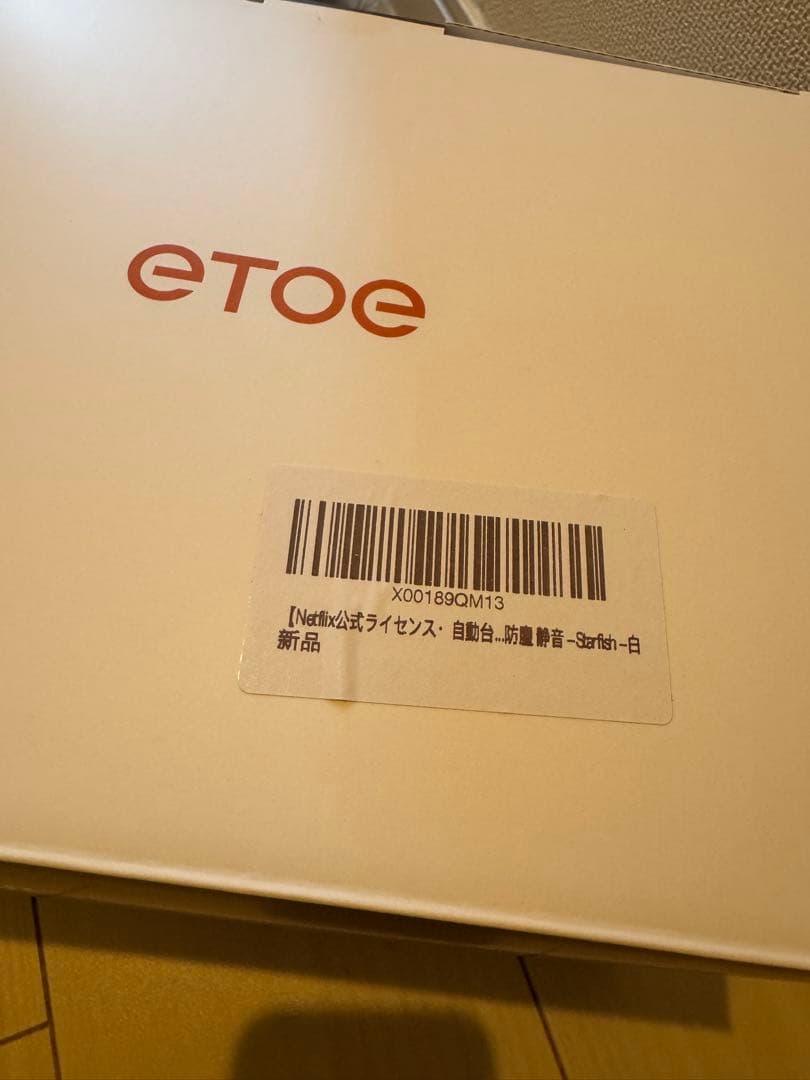 eTOe
X00189QM13
【Netflix公式ライセンス・自動台...防塵 静音 – Starfish – 白
新品